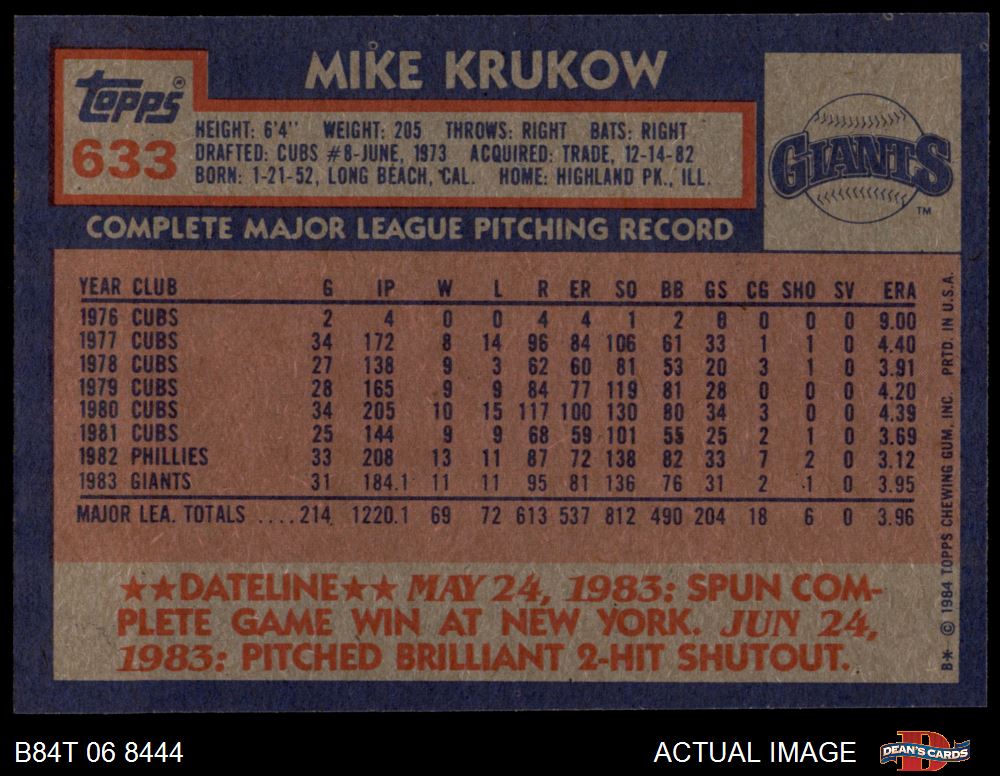 MIKE KRUKOW
Topps®
633
HEIGHT: 6'4" WEIGHT: 205 THROWS: RIGHT BATS: RIGHT
DRAFTED: CUBS #8-JUNE, 1973 ACQUIRED: TRADE, 12-14-82
BORN: 1-21-52, LONG BEACH, CAL. HOME: HIGHLAND PK., ILL.
GIANTS
TM
COMPLETE MAJOR LEAGUE PITCHING RECORD
YEAR CLUB G IP W L R ER SO BB GS CG SHO SV ERA
1976 CUBS 2 4 0 0 4 4 1 2 0 0 0 0 9.00
1977 CUBS 34 172 8 14 96 84 106 61 33 1 1 0 4.40
1978 CUBS 27 138 9 3 62 60 81 53 20 3 1 0 3.91
1979 CUBS 28 165 9 9 84 77 119 81 28 0 0 0 4.20
1980 CUBS 34 205 10 15 117 100 130 80 34 3 0 0 4.39
1981 CUBS 25 144 9 9 68 59 101 55 25 2 1 0 3.69
1982 PHILLIES 33 208 13 11 87 72 138 82 33 7 2 0 3.12
1983 GIANTS 31 184.1 11 11 95 81 136 76 31 2 1 0 3.95
MAJOR LEA. TOTALS ....214 1220.1 69 72 613 537 812 490 204 18 6 0 3.96
★★DATELINE★★ MAY 24, 1983: SPUN COM-
PLETE GAME WIN AT NEW YORK. JUN 24,
1983: PITCHED BRILLIANT 2-HIT SHUTOUT.
B* © 1984 TOPPS CHEWING GUM, INC. PRTD. IN U.S.A.
B84T 06 8444
ACTUAL IMAGE
D
DEAN'S CARDS